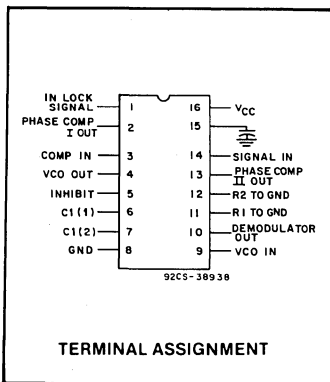 IN LOCK
SIGNAL 1
PHASE COMP
I OUT 2
COMP IN 3
VCO OUT 4
INHIBIT 5
C1(1) 6
C1(2) 7
GND 8
16 VCC
15
14 SIGNAL IN
13 PHASE COMP
II OUT
12 R2 TO GND
11 R1 TO GND
10 DEMODULATOR
OUT
9 VCO IN
92CS-38938
TERMINAL ASSIGNMENT